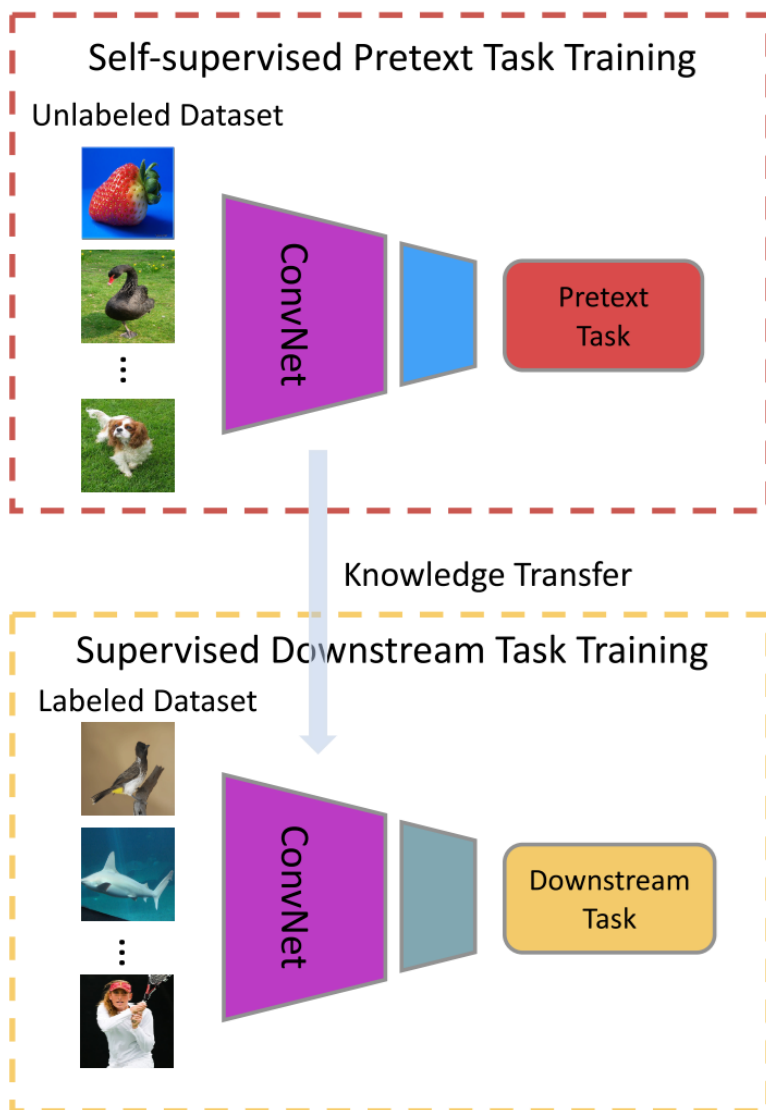 Self-supervised Pretext Task Training
Unlabeled Dataset
ConvNet
Pretext
Task
Knowledge Transfer
Supervised Downstream Task Training
Labeled Dataset
ConvNet
Downstream
Task